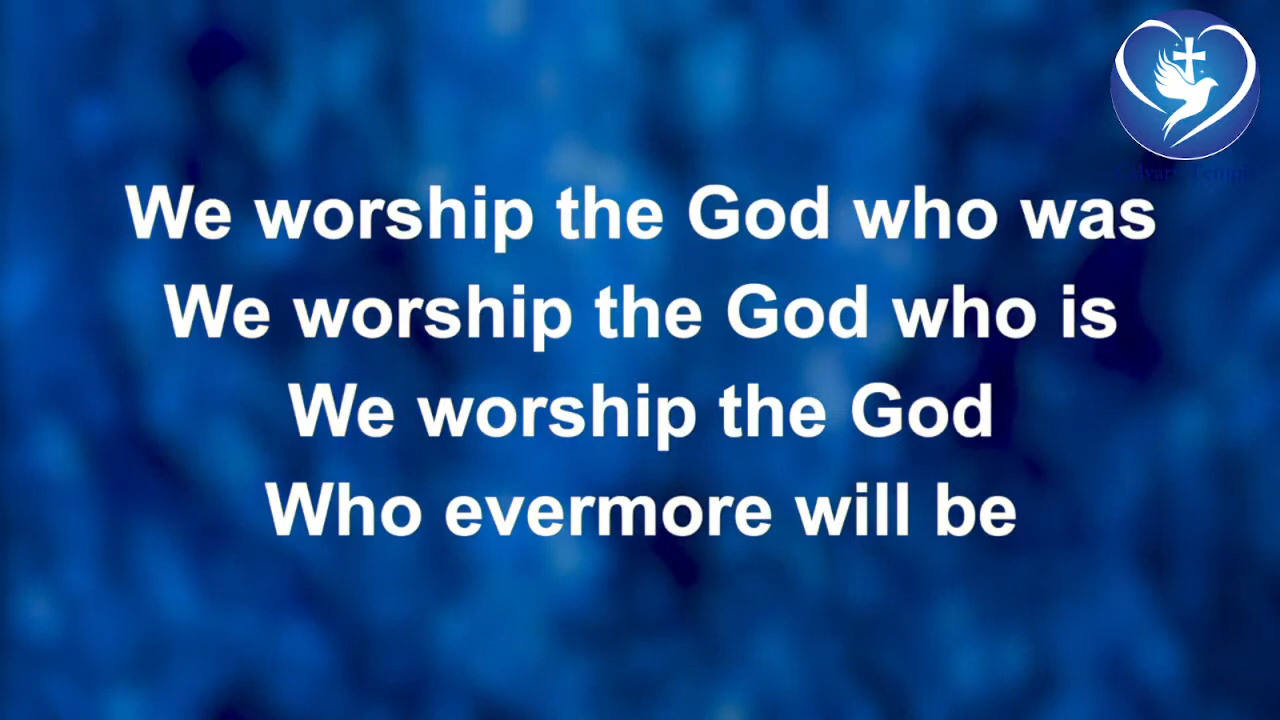 We worship the God who was
We worship the God who is
We worship the God
Who evermore will be